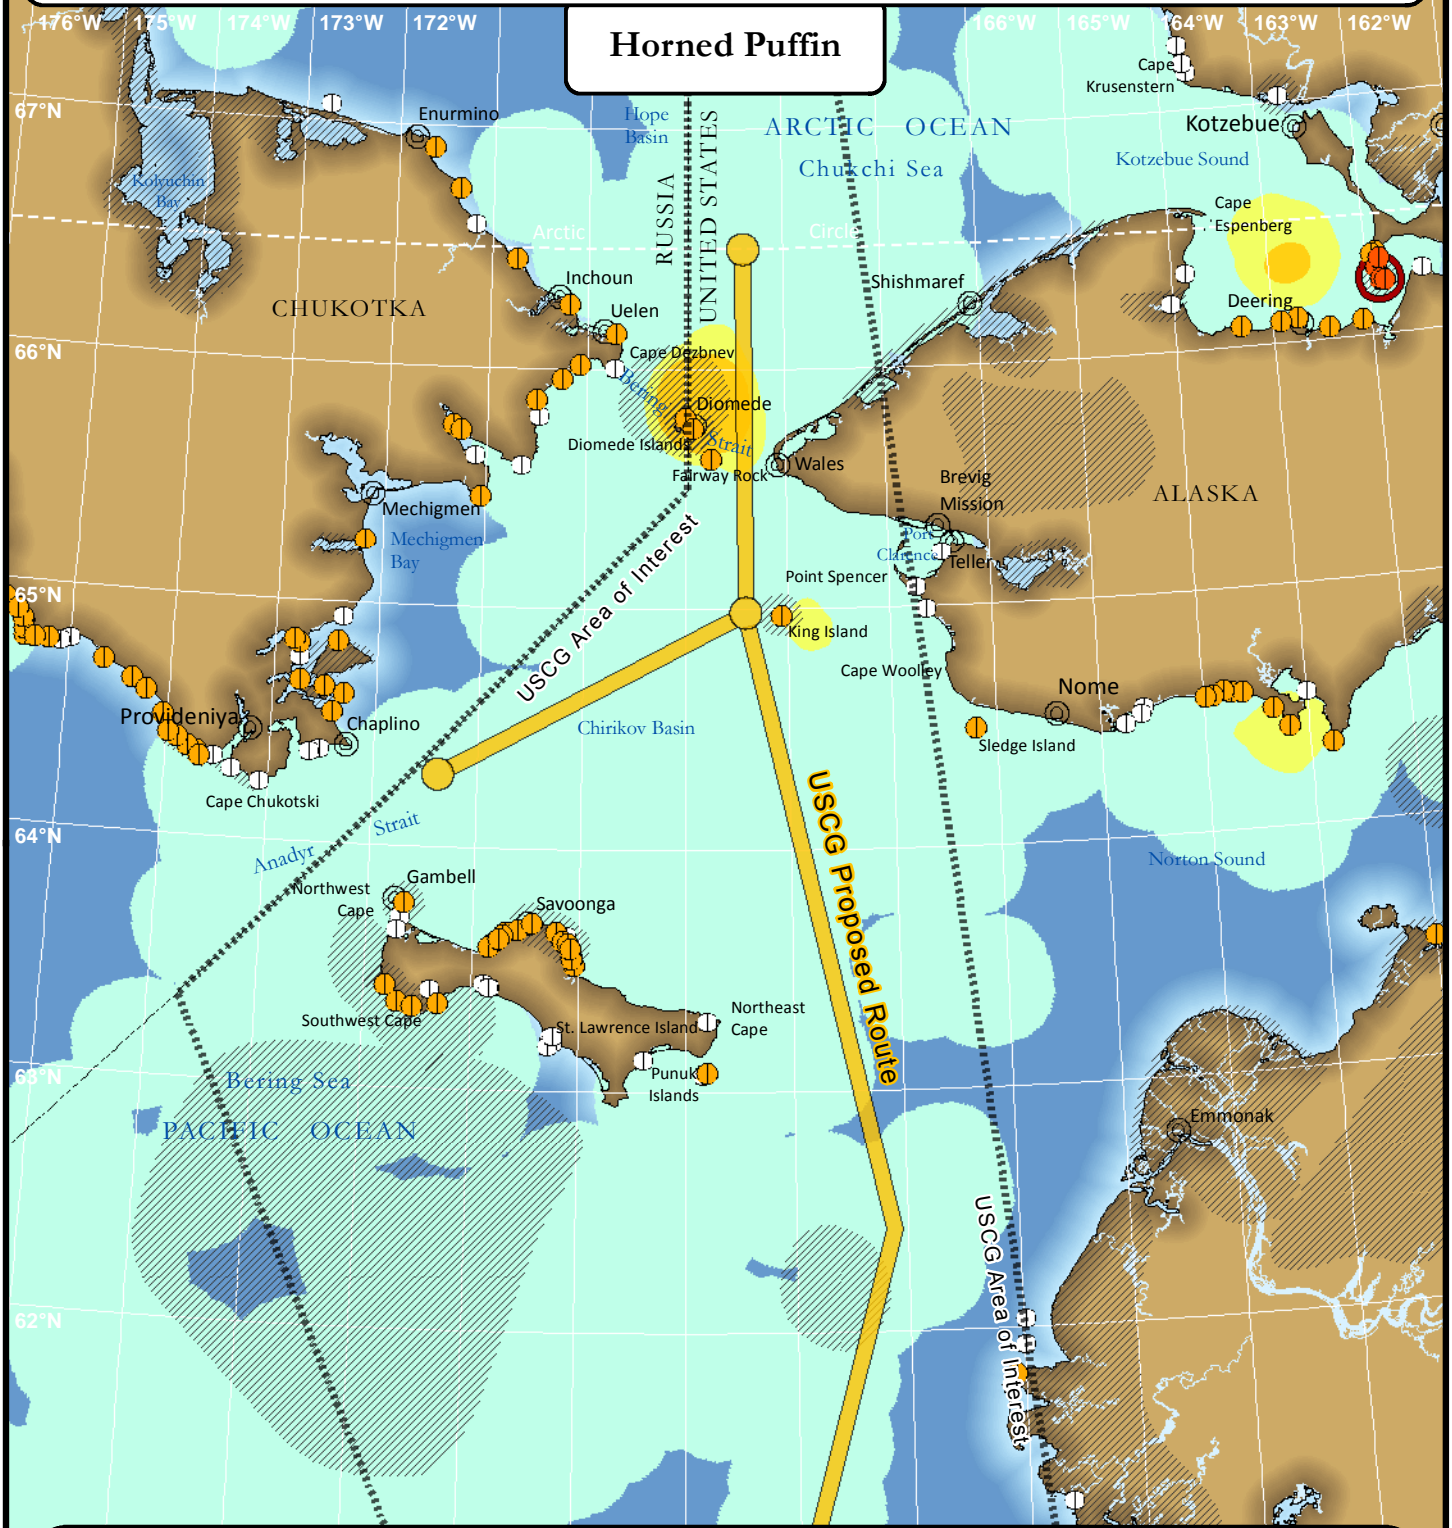 176°W 175°W 174°W 173°W 172°W 166°W 165°W 164°W 163°W 162°W
Horned Puffin
67°N
Enurmino
Hope
Basin
ARCTIC OCEAN
Chukchi Sea
Cape
Krusenstern
Kotzebue
Kotzebue Sound
Kolyuchin
Bay
RUSSIA
UNITED STATES
Arctic Circle
Cape
Espenberg
Inchoun
Shishmaref
CHUKOTKA
Uelen
Deering
66°N
Cape Dezbnev
Bering Strait
Diomede
Diomede Islands
Fairway Rock
Wales
Brevig
Mission
ALASKA
Mechigmen
Mechigmen
Bay
Port
Clarence
Teller
Point Spencer
65°N
USCG Area of Interest
King Island
Cape Woolley
Nome
Provideniya
Chaplino
Chirikov Basin
Sledge Island
Cape Chukotski
USCG Proposed Route
64°N
Anadyr Strait
Norton Sound
Northwest
Cape
Gambell
Savoonga
Southwest Cape
St. Lawrence Island
Northeast
Cape
63°N
Bering Sea
Punuk
Islands
PACIFIC OCEAN
Emmonak
USCG Area of Interest
62°N